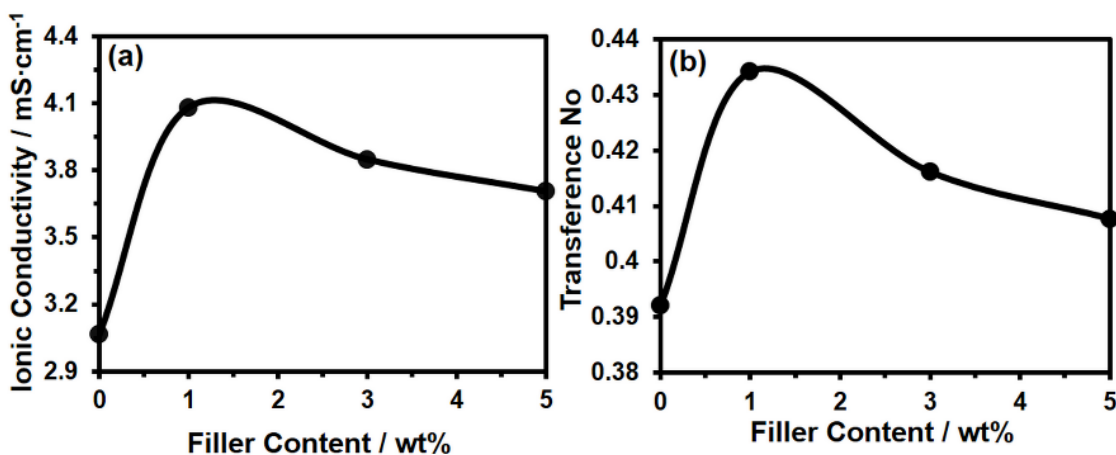 (a)
Ionic Conductivity / mS·cm⁻¹
4.4
4.1
3.8
3.5
3.2
2.9
0 1 2 3 4 5
Filler Content / wt%
(b)
Transference No
0.44
0.43
0.42
0.41
0.4
0.39
0.38
0 1 2 3 4 5
Filler Content / wt%